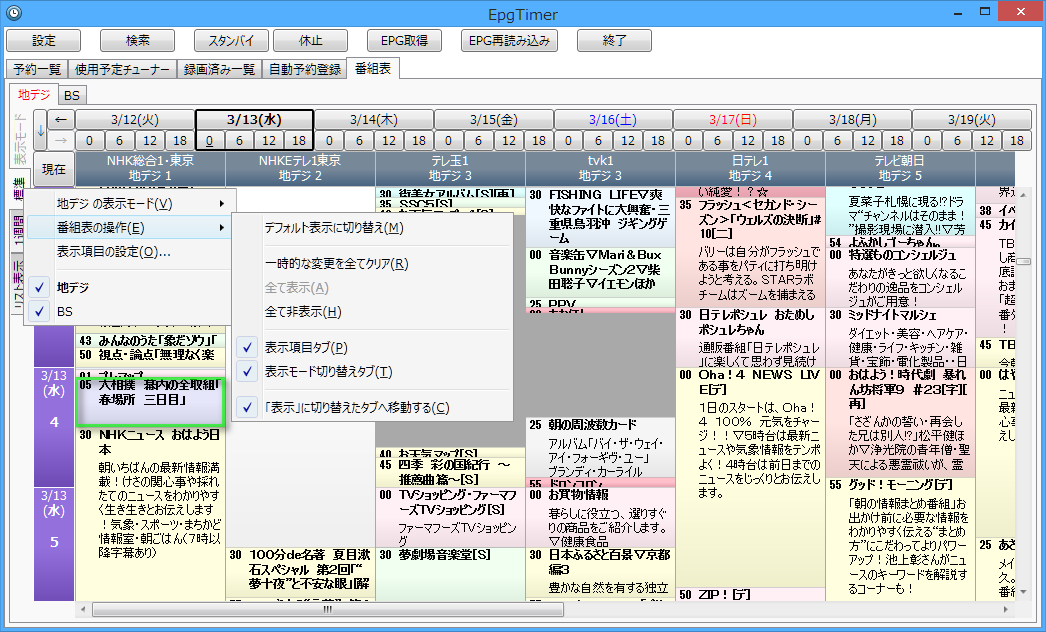 EpgTimer
設定 検索 スタンバイ 休止 EPG取得 EPG再読み込み 終了
予約一覧 使用予定チューナー 録画済み一覧 自動予約登録 番組表
地デジ BS
表示モード
標準
1週間
リスト表示
↓ ← 3/12(火) 3/13(水) 3/14(木) 3/15(金) 3/16(土) 3/17(日) 3/18(月) 3/19(火)
→ 0 6 12 18 0 6 12 18 0 6 12 18 0 6 12 18 0 6 12 18 0 6 12 18 0 6 12 18 0 6 12 18
現在
NHK総合1・東京
地デジ 1
NHKEテレ1東京
地デジ 2
テレ玉1
地デジ 3
tvk1
地デジ 3
日テレ1
地デジ 4
テレビ朝日
地デジ 5
地デジ の表示モード(V)
番組表の操作(E)
表示項目の設定(O)...
✓ 地デジ
✓ BS
デフォルト表示に切り替え(M)
一時的な変更を全てクリア(R)
全て表示(A)
全て非表示(H)
✓ 表示項目タブ(P)
✓ 表示モード切り替えタブ(T)
✓ 「表示」に切り替えたタブへ移動する(C)
3/13
(水)
4
3/13
(水)
5
43 みんなのうた「象だゾウ」「
50 視点・論点「無理なく楽
05 大相撲 幕内の全取組「
春場所 三日目」
30 NHKニュース おはよう日
本
朝いちばんの最新情報満
載！けさの関心事や採れ
たてのニュースをわかりやす
く生き生きとお伝えします
！気象・スポーツ・まちかど
情報室・朝ごはん(7時以
降字幕あり)
30 100分de名著 夏目漱
石スペシャル 第2回「“
夢十夜”と不安な眼」[解
30 街美女アルバム[S][再]
35 SSC5[S]
40 お天気マップ[S]
45 四季 彩の国紀行 ～
推薦曲篇～[S]
00 TVショッピング・ファーマフ
ーズTVショッピング[S]
ファーマフーズTVショッピン
グ
30 夢劇場音楽堂[S]
30 FISHING LIFE▽爽
快なファイトに大興奮・三
重県鳥羽沖 ジギングゲ
ーム
00 音楽缶▽Mari＆Bux
Bunnyシーズン2▽柴
田聡子▽イエモンほか
25 PPV
25 朝の周波数カード
アルバム「バイ・ザ・ウェイ・
アイ・フォーギヴ・ユー」
ブランディ・カーライル
55 ドロンコロン
00 お買物情報
暮らしに役立つ、選りすぐ
りの商品をご紹介します。
▽健康食品
30 日本ふるさと百景▽京都
編3
豊かな自然を有する独立
い純愛！？☆
35 フラッシュ＜セカンド・シー
ズン＞「ウェルズの決断」#
10[二]
バリーは自分がフラッシュで
ある事をパティに打ち明け
ようと考える。STARラボ
チームはズームを捕まえる
30 日テレポシュレ おためし
ポシュレちゃん
通販番組「日テレポシュレ
」に楽しくて思わず見続け
00 Oha！4 NEWS LIV
E[デ]
1日のスタートは、Oha！
4 100% 元気をチャー
ジ！！▽5時台は最新ニ
ュースや気象情報をテンポ
よく！4時台は前日までの
ニュースをじっくりとお伝えし
ます。
50 ZIP！[デ]
夏菜子札幌に現る!?ドラ
マ“チャンネルはそのまま！
”撮影現場に潜入!!▽芳
54 よふかしゴーちゃん。
00 特選ものコンシェルジュ
あなたがきっと欲しくなるこ
だわりの逸品をコンシェル
ジュがご用意！
30 ミッドナイトマルシェ
ダイエット・美容・ヘアケア・
健康・ライフ・キッチン・雑
貨・宝飾・電化製品・・日
00 おはよう！時代劇 暴れ
ん坊将軍9 #23[字][
再]
「さざんかの誓い・再会し
た兄は別人!?」松平健ほ
か▽浄光院の青年僧・聖
天による悪霊祓いが、霊
55 グッド！モーニング[デ]
「朝の情報まとめ番組」お
出かけ前に必要な情報を
わかりやすく伝える“まとめ
方”にこだわってよりパワー
アップ！池上彰さんがニュ
ースのキーワードを解説す
るコーナーも！